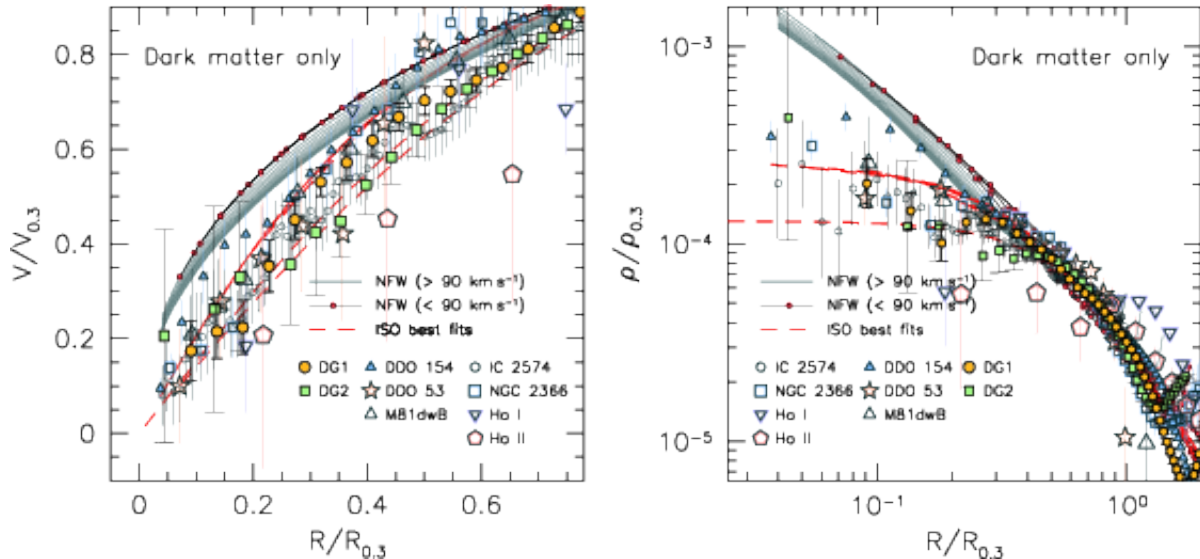 Dark matter only
NFW (> 90 km s⁻¹)
NFW (< 90 km s⁻¹)
ISO best fits
DG1 DDO 154 IC 2574
DG2 DDO 53 NGC 2366
M81dwB Ho I
Ho II
0.8
0.6
0.4
0.2
0
V/V0.3
0 0.2 0.4 0.6
R/R0.3
Dark matter only
NFW (> 90 km s⁻¹)
NFW (< 90 km s⁻¹)
ISO best fits
IC 2574 DDO 154 DG1
NGC 2366 DDO 53 DG2
Ho I M81dwB
Ho II
10⁻³
10⁻⁴
10⁻⁵
ρ/ρ0.3
10⁻¹ 10⁰
R/R0.3